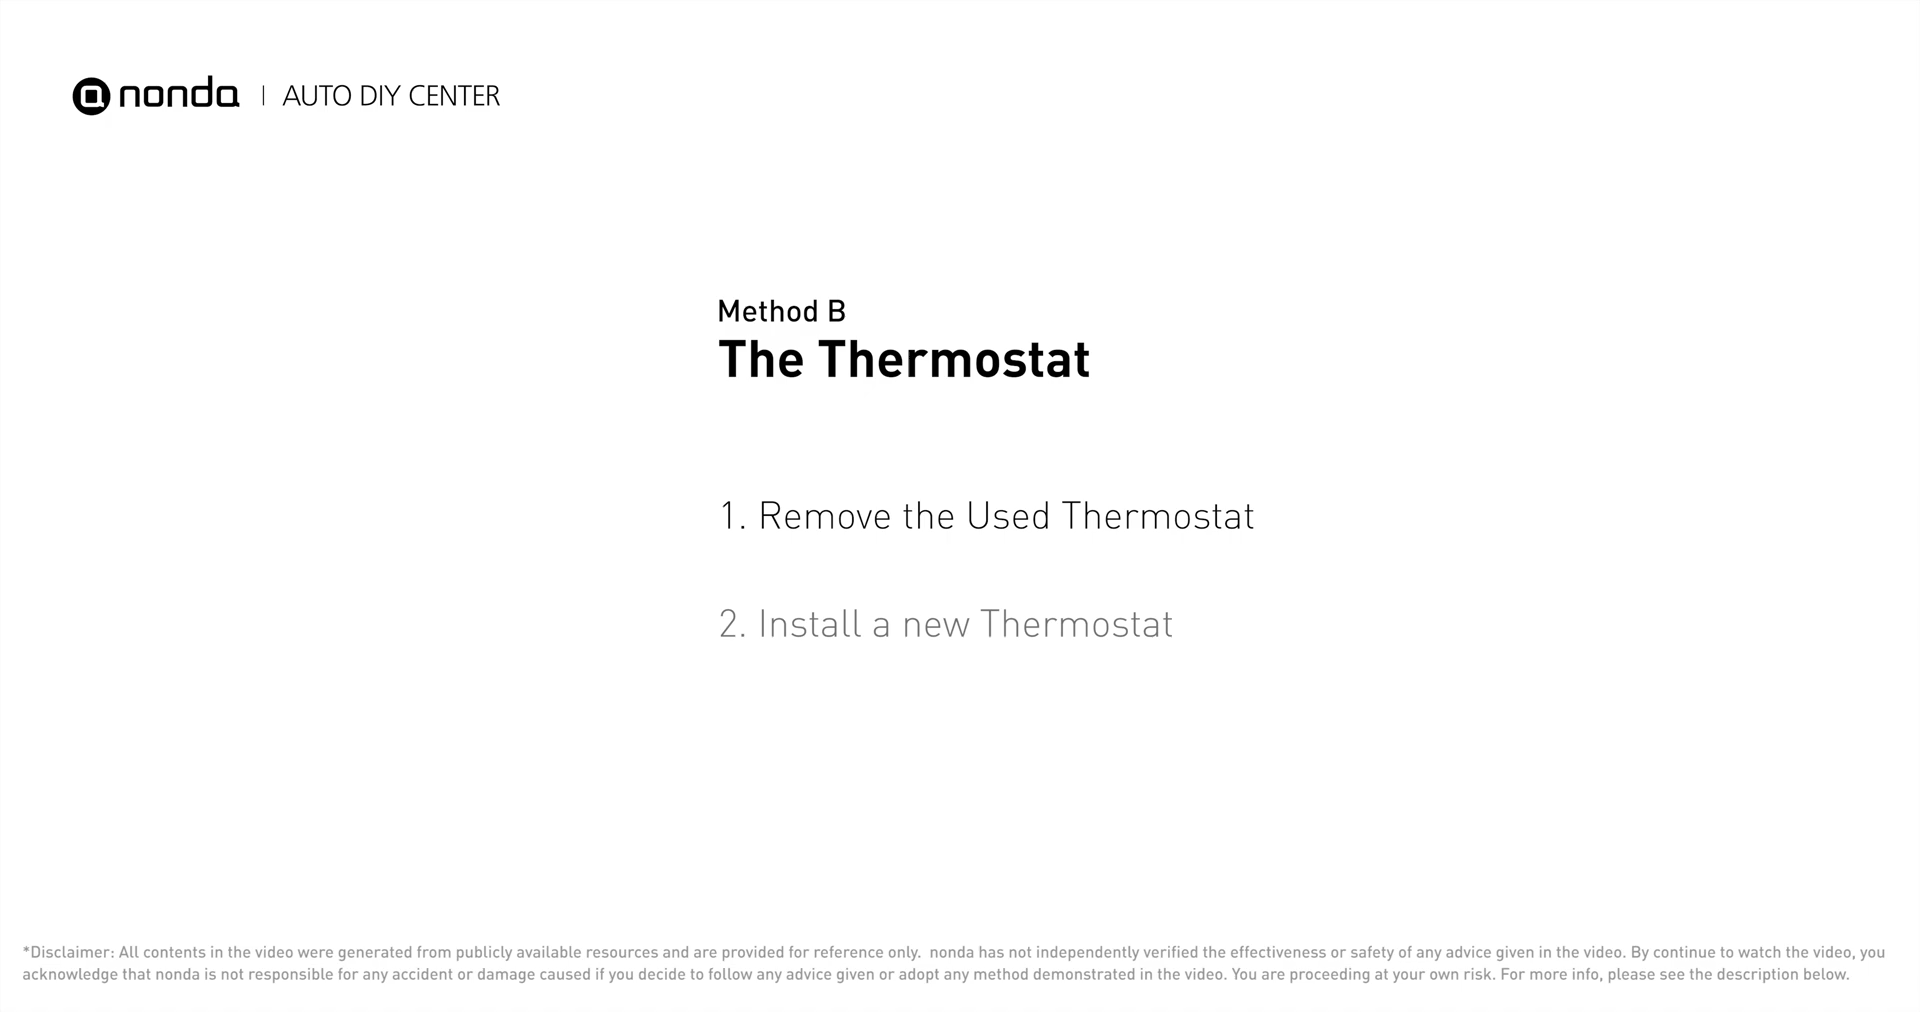 nonda | AUTO DIY CENTER
Method B
The Thermostat
1. Remove the Used Thermostat
2. Install a new Thermostat
*Disclaimer: All contents in the video were generated from publicly available resources and are provided for reference only. nonda has not independently verified the effectiveness or safety of any advice given in the video. By continue to watch the video, you
acknowledge that nonda is not responsible for any accident or damage caused if you decide to follow any advice given or adopt any method demonstrated in the video. You are proceeding at your own risk. For more info, please see the description below.